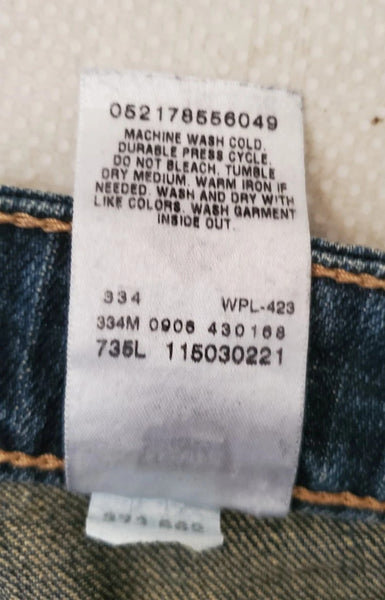 052178556049
MACHINE WASH COLD.
DURABLE PRESS CYCLE.
DO NOT BLEACH. TUMBLE
DRY MEDIUM. WARM IRON IF
NEEDED. WASH AND DRY WITH
LIKE COLORS. WASH GARMENT
INSIDE OUT.
334 WPL-423
334M 0906 430168
735L 115030221